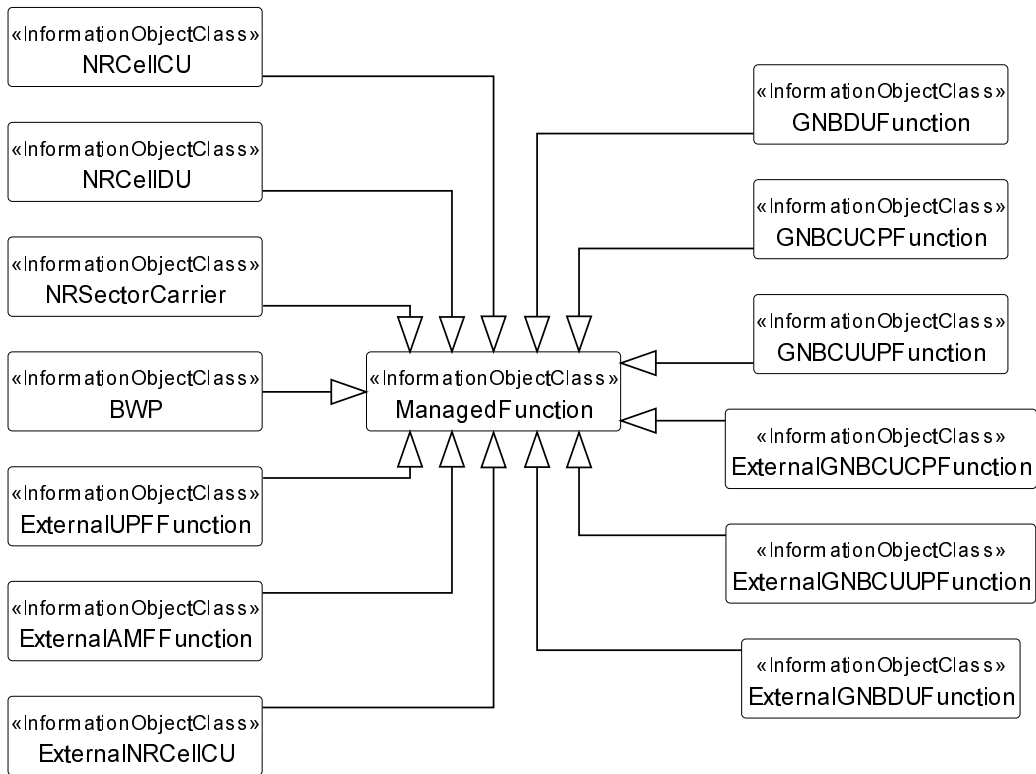 «InformationObjectClass»
NRCellCU
«InformationObjectClass»
NRCellDU
«InformationObjectClass»
NRSectorCarrier
«InformationObjectClass»
BWP
«InformationObjectClass»
ExternalUPFFunction
«InformationObjectClass»
ExternalAMFFunction
«InformationObjectClass»
ExternalNRCellCU
«InformationObjectClass»
ManagedFunction
«InformationObjectClass»
GNBDUFunction
«InformationObjectClass»
GNBCUCPFunction
«InformationObjectClass»
GNBCUUPFunction
«InformationObjectClass»
ExternalGNBCUCPFunction
«InformationObjectClass»
ExternalGNBCUUPFunction
«InformationObjectClass»
ExternalGNBDUFunction